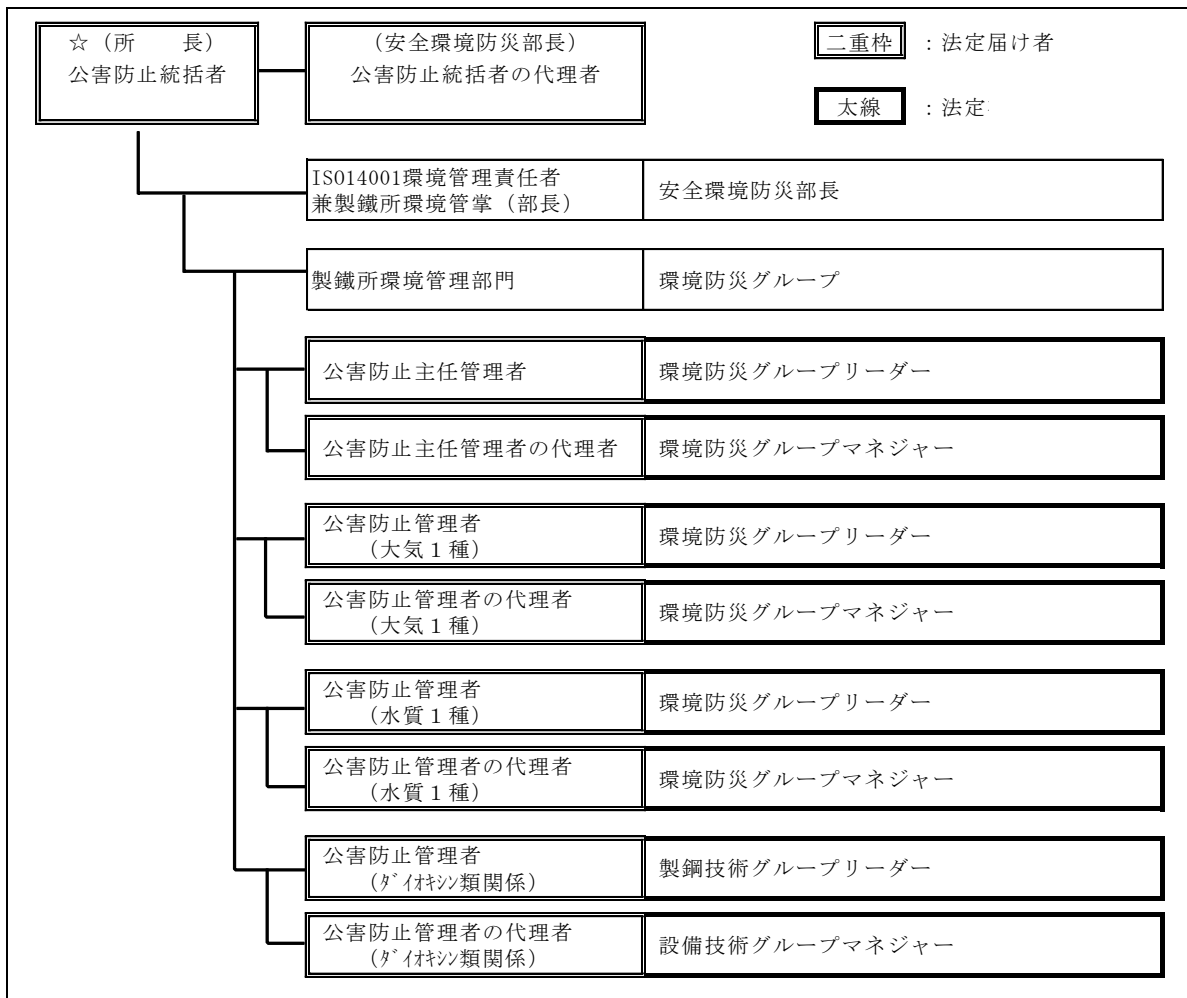 ☆（所　　長）
公害防止統括者
（安全環境防災部長）
公害防止統括者の代理者
二重枠 ：法定届け者
太線 ：法定
ISO14001環境管理責任者
兼製鐵所環境管掌（部長）
安全環境防災部長
製鐵所環境管理部門
環境防災グループ
公害防止主任管理者
環境防災グループリーダー
公害防止主任管理者の代理者
環境防災グループマネジャー
公害防止管理者
（大気１種）
環境防災グループリーダー
公害防止管理者の代理者
（大気１種）
環境防災グループマネジャー
公害防止管理者
（水質１種）
環境防災グループリーダー
公害防止管理者の代理者
（水質１種）
環境防災グループマネジャー
公害防止管理者
（ﾀﾞｲｵｷｼﾝ類関係）
製鋼技術グループリーダー
公害防止管理者の代理者
（ﾀﾞｲｵｷｼﾝ類関係）
設備技術グループマネジャー